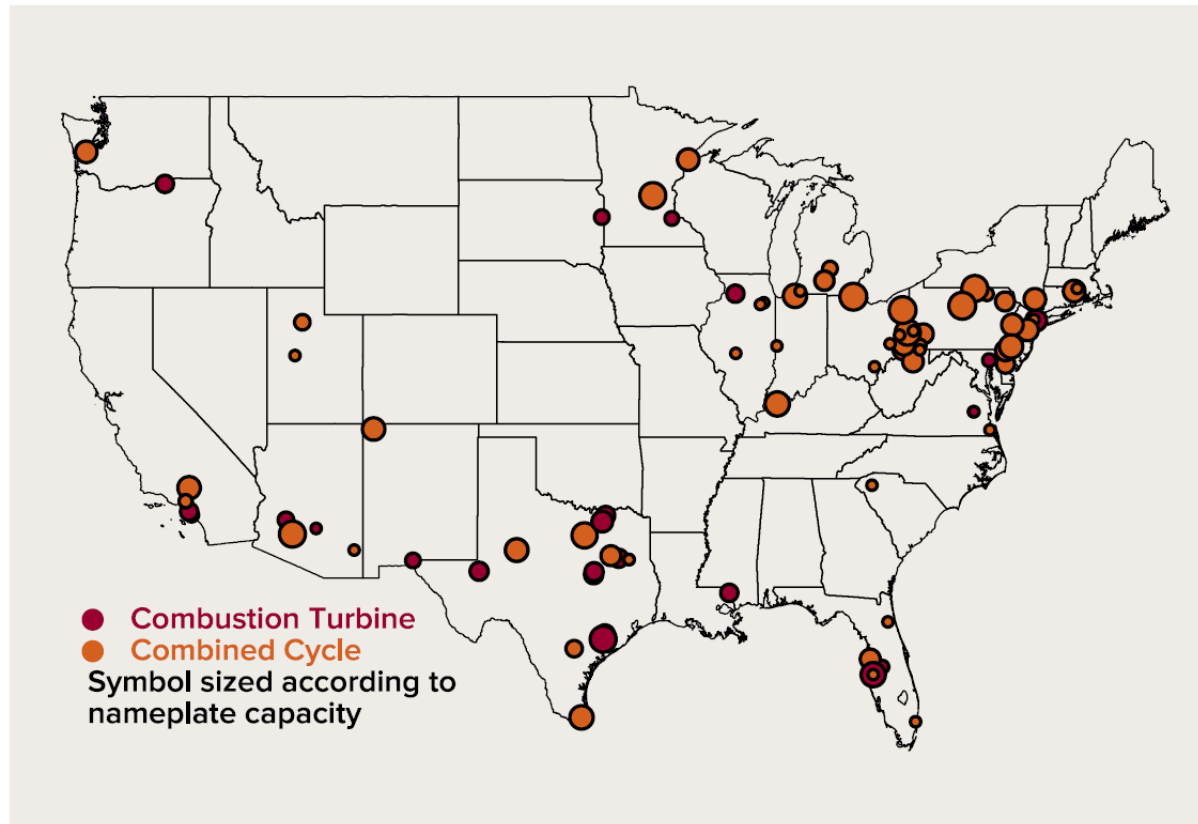 Combustion Turbine
Combined Cycle
Symbol sized according to
nameplate capacity